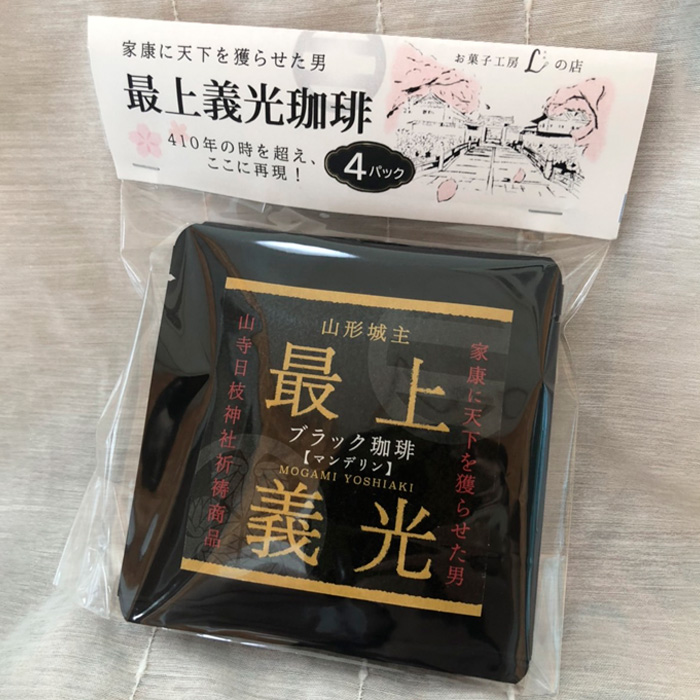 家康に天下を獲らせた男
最上義光珈琲
410年の時を超え、
ここに再現！
4パック
お菓子工房 L の店
山形城主
最上
義光
ブラック珈琲
【マンデリン】
MOGAMI YOSHIAKI
家康に天下を獲らせた男
山寺日枝神社祈祷商品